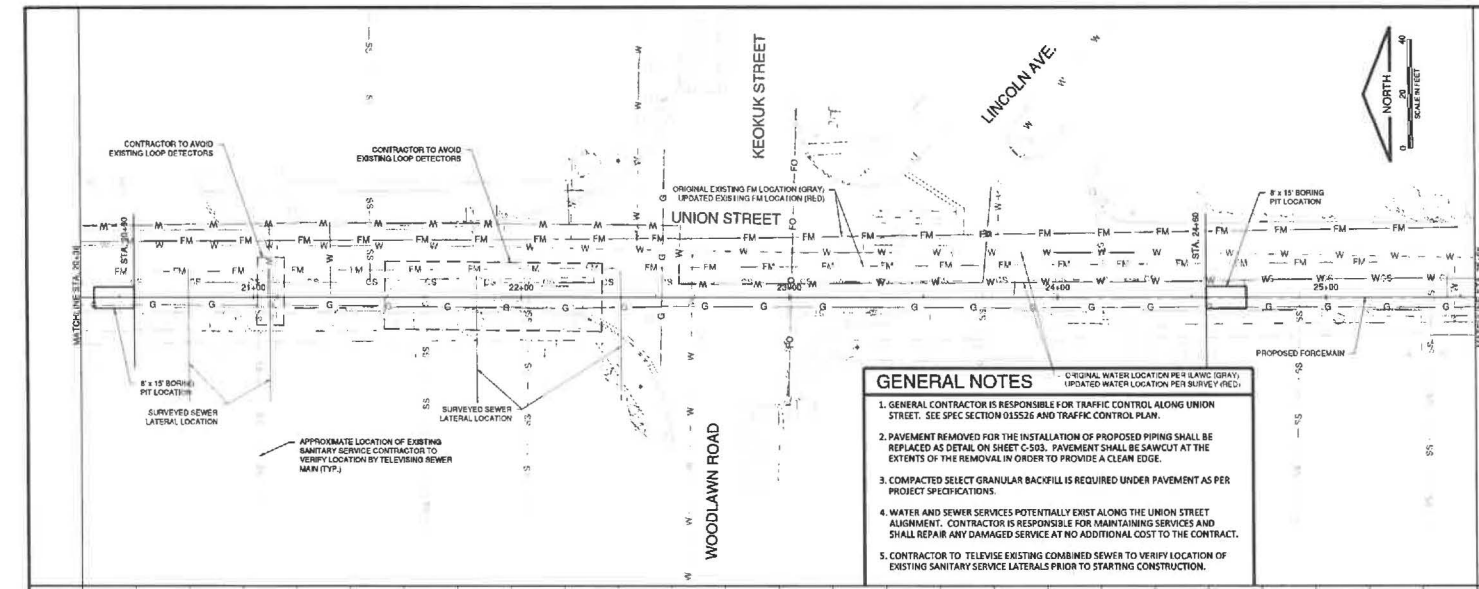 KEOKUK STREET
LINCOLN AVE.
NORTH
0 20 40
SCALE IN FEET
CONTRACTOR TO AVOID
EXISTING LOOP DETECTORS
CONTRACTOR TO AVOID
EXISTING LOOP DETECTORS
ORIGINAL EXISTING FM LOCATION (GRAY)
UPDATED EXISTING FM LOCATION (RED)
UNION STREET
8' x 15' BORING
PIT LOCATION
STA. 24+60
21+00
22+00
23+00
24+00
25+00
8' x 15' BORING
PIT LOCATION
SURVEYED SEWER
LATERAL LOCATION
SURVEYED SEWER
LATERAL LOCATION
PROPOSED FORCEMAIN
APPROXIMATE LOCATION OF EXISTING
SANITARY SERVICE CONTRACTOR TO
VERIFY LOCATION BY TELEVISING SEWER
MAIN (TYP.)
WOODLAWN ROAD
ORIGINAL WATER LOCATION PER ILAWC (GRAY)
UPDATED WATER LOCATION PER SURVEY (RED)
GENERAL NOTES
1. GENERAL CONTRACTOR IS RESPONSIBLE FOR TRAFFIC CONTROL ALONG UNION
STREET. SEE SPEC SECTION 015526 AND TRAFFIC CONTROL PLAN.
2. PAVEMENT REMOVED FOR THE INSTALLATION OF PROPOSED PIPING SHALL BE
REPLACED AS DETAIL ON SHEET C-503. PAVEMENT SHALL BE SAWCUT AT THE
EXTENTS OF THE REMOVAL IN ORDER TO PROVIDE A CLEAN EDGE.
3. COMPACTED SELECT GRANULAR BACKFILL IS REQUIRED UNDER PAVEMENT AS PER
PROJECT SPECIFICATIONS.
4. WATER AND SEWER SERVICES POTENTIALLY EXIST ALONG THE UNION STREET
ALIGNMENT. CONTRACTOR IS RESPONSIBLE FOR MAINTAINING SERVICES AND
SHALL REPAIR ANY DAMAGED SERVICE AT NO ADDITIONAL COST TO THE CONTRACT.
5. CONTRACTOR TO TELEVISE EXISTING COMBINED SEWER TO VERIFY LOCATION OF
EXISTING SANITARY SERVICE LATERALS PRIOR TO STARTING CONSTRUCTION.